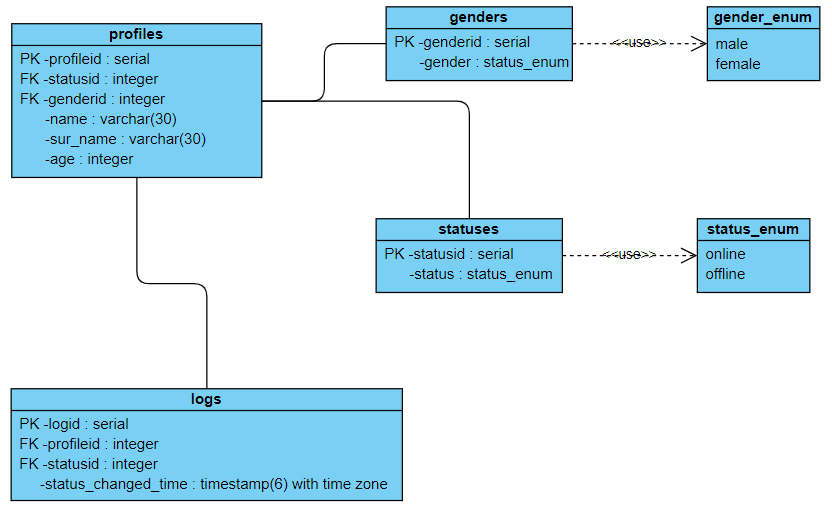 profiles
PK -profileid : serial
FK -statusid : integer
FK -genderid : integer
-name : varchar(30)
-sur_name : varchar(30)
-age : integer
genders
PK -genderid : serial
-gender : status_enum
<<use>>
gender_enum
male
female
statuses
PK -statusid : serial
-status : status_enum
<<use>>
status_enum
online
offline
logs
PK -logid : serial
FK -profileid : integer
FK -statusid : integer
-status_changed_time : timestamp(6) with time zone